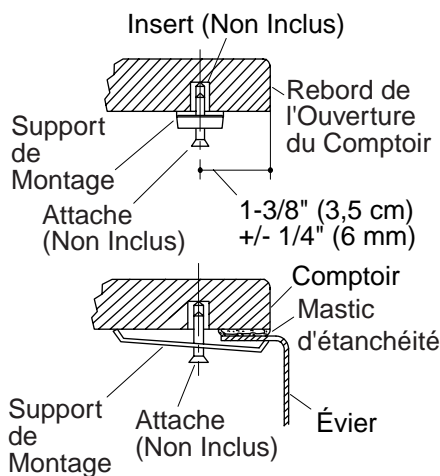 Insert (Non Inclus)
Rebord de
l'Ouverture
du Comptoir
Support
de
Montage
Attache
(Non Inclus)
1-3/8" (3,5 cm)
+/- 1/4" (6 mm)
Comptoir
Mastic
d'étanchéité
Support
de
Montage
Attache
(Non Inclus)
Évier